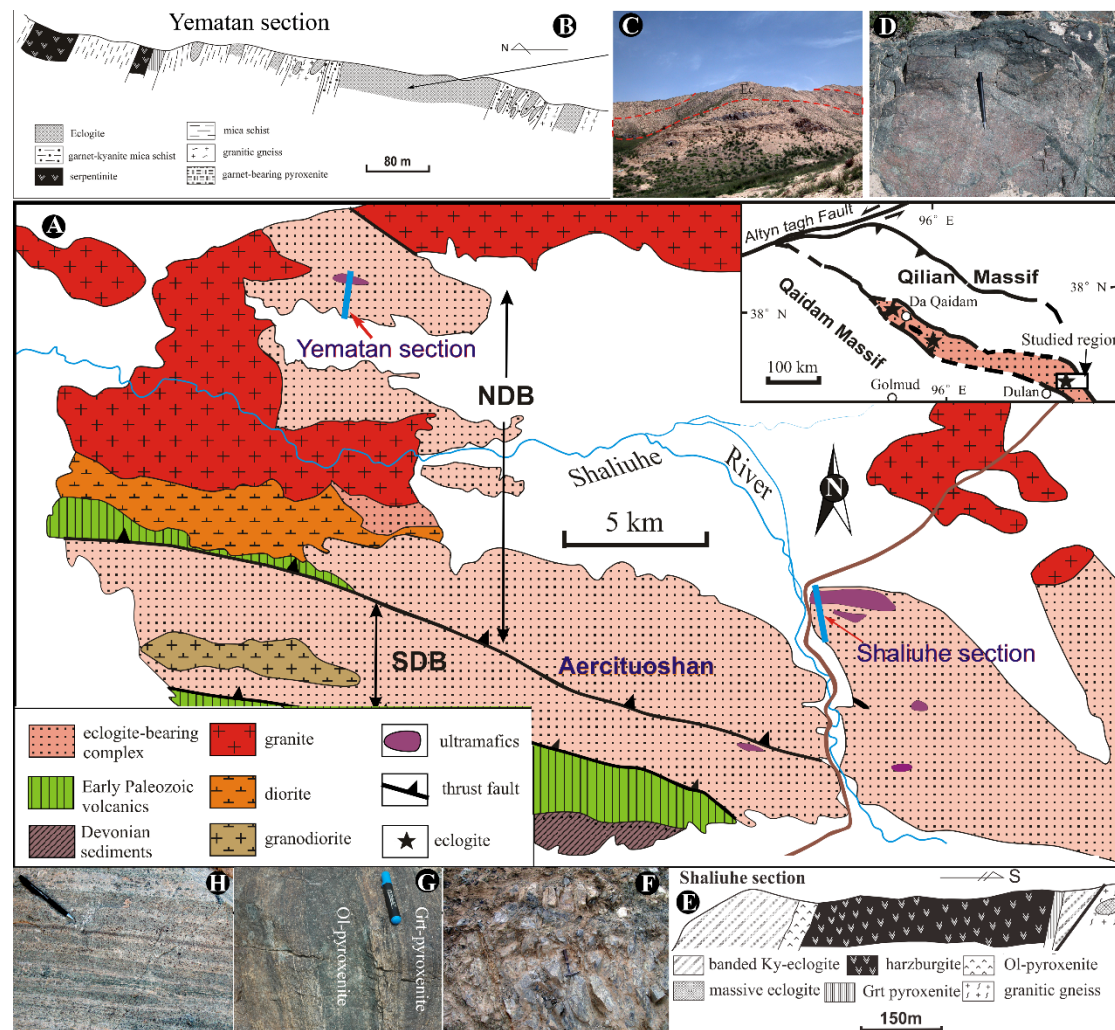 Yematan section
B
N
Eclogite
mica schist
garnet-kyanite mica schist
granitic gneiss
serpentinite
garnet-bearing pyroxenite
80 m
C
Ec
D
A
Yematan section
NDB
Shaliuhe
River
N
5 km
SDB
Aercituoshan
Shaliuhe section
96° E
Altyn tagh Fault
Qilian Massif
38° N
Da Qaidam
38° N
Qaidam Massif
Studied region
100 km
Golmud
96° E
Dulan
eclogite-bearing
complex
granite
ultramafics
Early Paleozoic
volcanics
diorite
thrust fault
Devonian
sediments
granodiorite
eclogite
H
G
Ol-pyroxenite
Grt-pyroxenite
F
Shaliuhe section
S
E
banded Ky-eclogite
harzburgite
Ol-pyroxenite
massive eclogite
Grt pyroxenite
granitic gneiss
150m